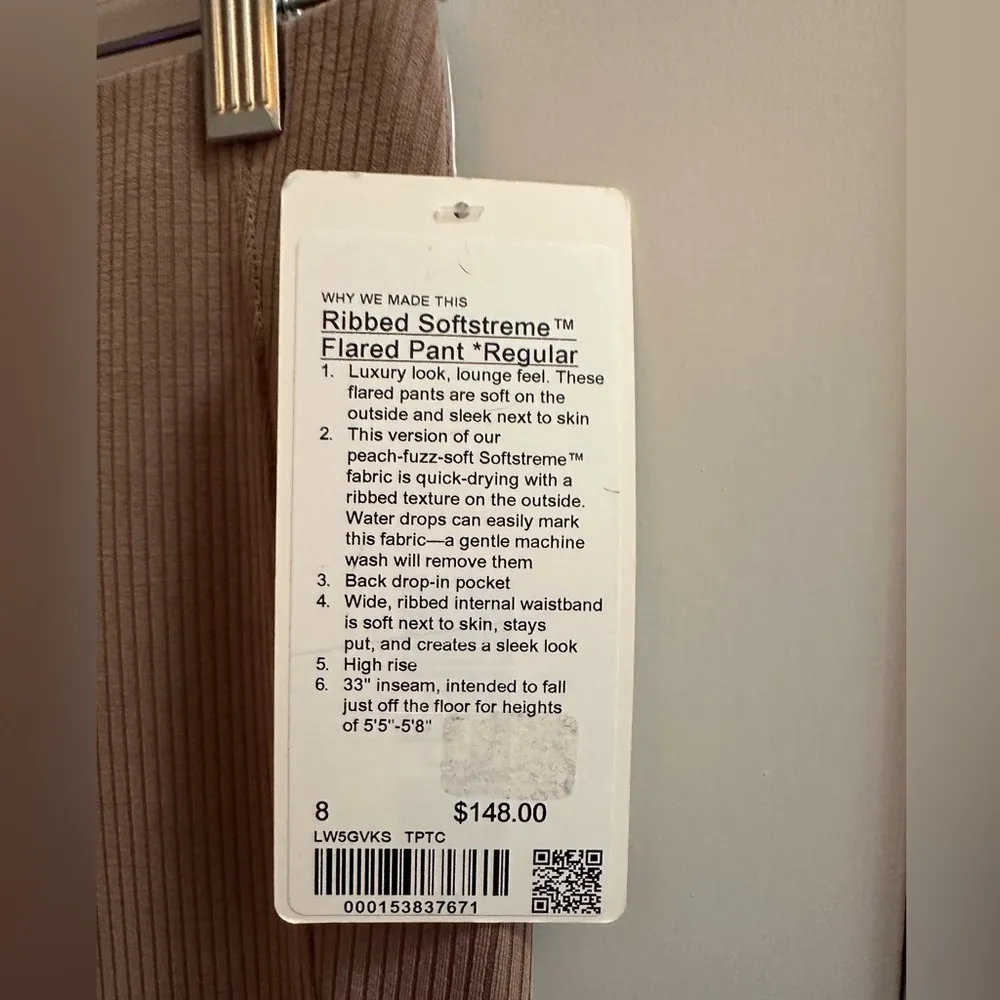 WHY WE MADE THIS
Ribbed Softstreme™
Flared Pant *Regular
1. Luxury look, lounge feel. These
flared pants are soft on the
outside and sleek next to skin
2. This version of our
peach-fuzz-soft Softstreme™
fabric is quick-drying with a
ribbed texture on the outside.
Water drops can easily mark
this fabric—a gentle machine
wash will remove them
3. Back drop-in pocket
4. Wide, ribbed internal waistband
is soft next to skin, stays
put, and creates a sleek look
5. High rise
6. 33" inseam, intended to fall
just off the floor for heights
of 5'5"-5'8"
8 $148.00
LW5GVKS TPTC
000153837671